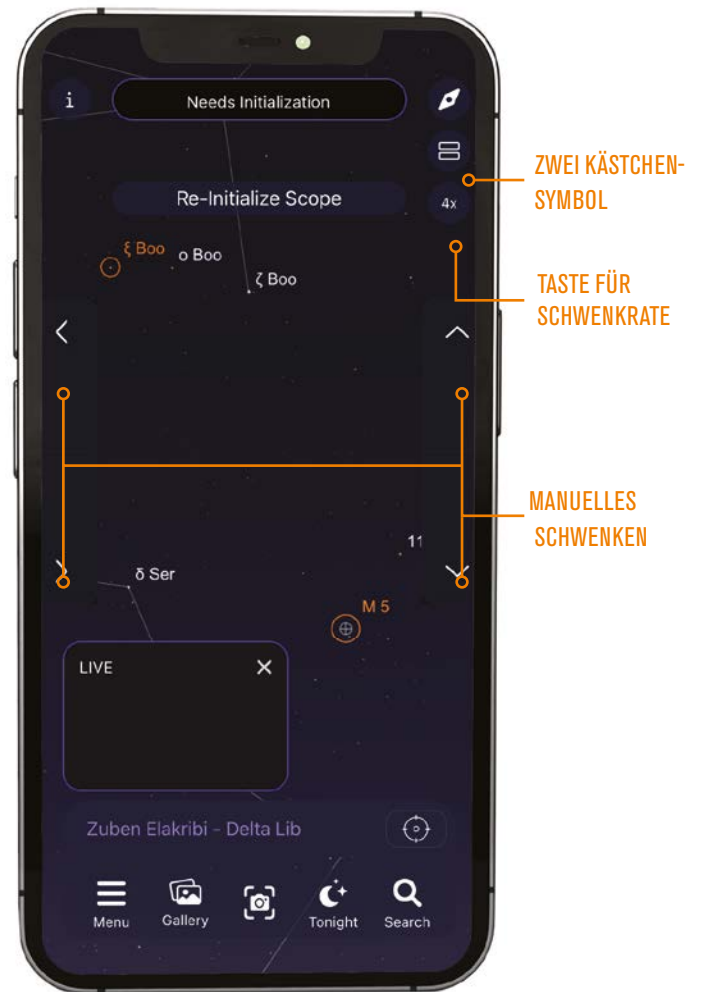 i
Needs Initialization
ZWEI KÄSTCHEN-
SYMBOL
Re-Initialize Scope
4x
ξ Boo
ο Boo
ζ Boo
TASTE FÜR
SCHWENKRATE
MANUELLES
SCHWENKEN
11
δ Ser
M 5
LIVE
Zuben Elakribi - Delta Lib
Menu
Gallery
Tonight
Search